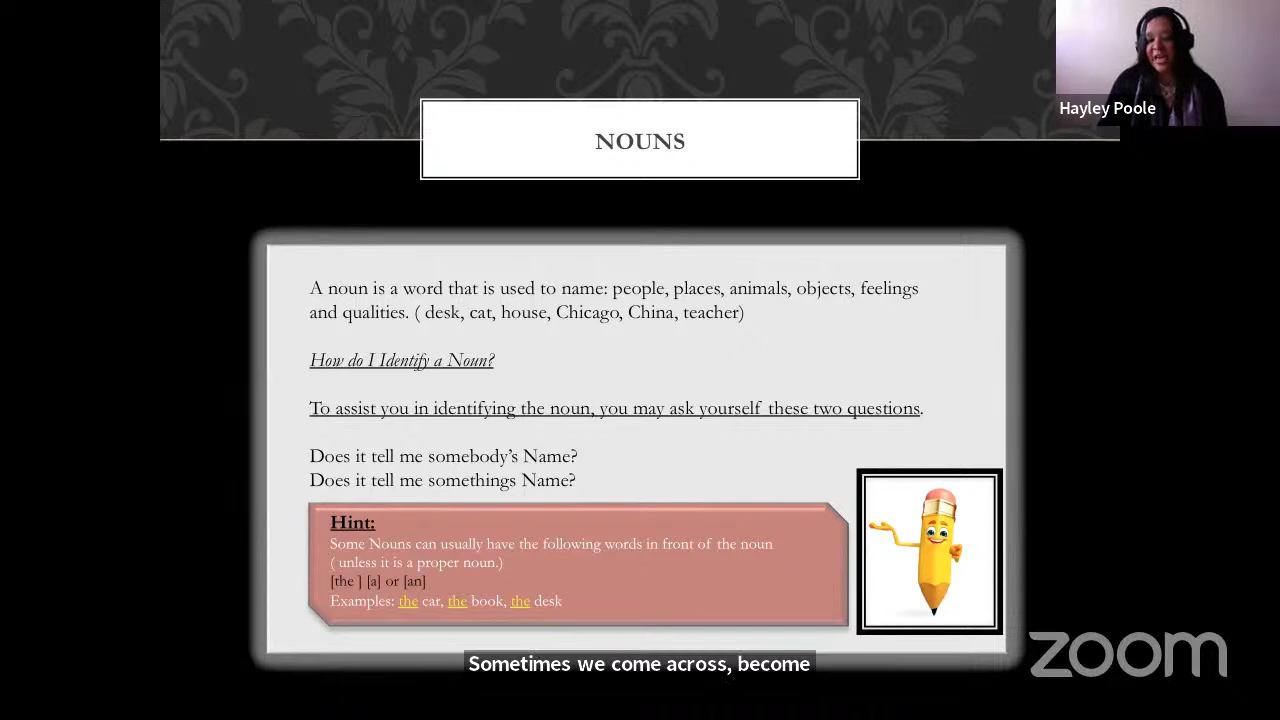 Hayley Poole
NOUNS
A noun is a word that is used to name: people, places, animals, objects, feelings
and qualities. ( desk, cat, house, Chicago, China, teacher)
How do I Identify a Noun?
To assist you in identifying the noun, you may ask yourself these two questions.
Does it tell me somebody's Name?
Does it tell me somethings Name?
Hint:
Some Nouns can usually have the following words in front of the noun
( unless it is a proper noun.)
[the ] [a] or [an]
Examples: the car, the book, the desk
Sometimes we come across, become
zoom